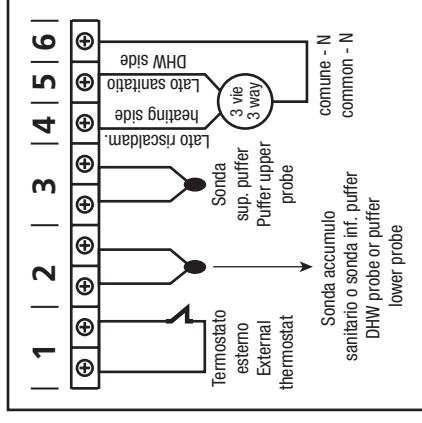 1 2 3 4 5 6
Termostato
esterno
External
thermostat
Sonda accumulo
sanitario o sonda inf. puffer
DHW probe or puffer
lower probe
Sonda
sup. puffer
Puffer upper
probe
Lato riscaldam.
heating side
Lato sanitatio
DHW side
3 vie
3 way
comune - N
common - N